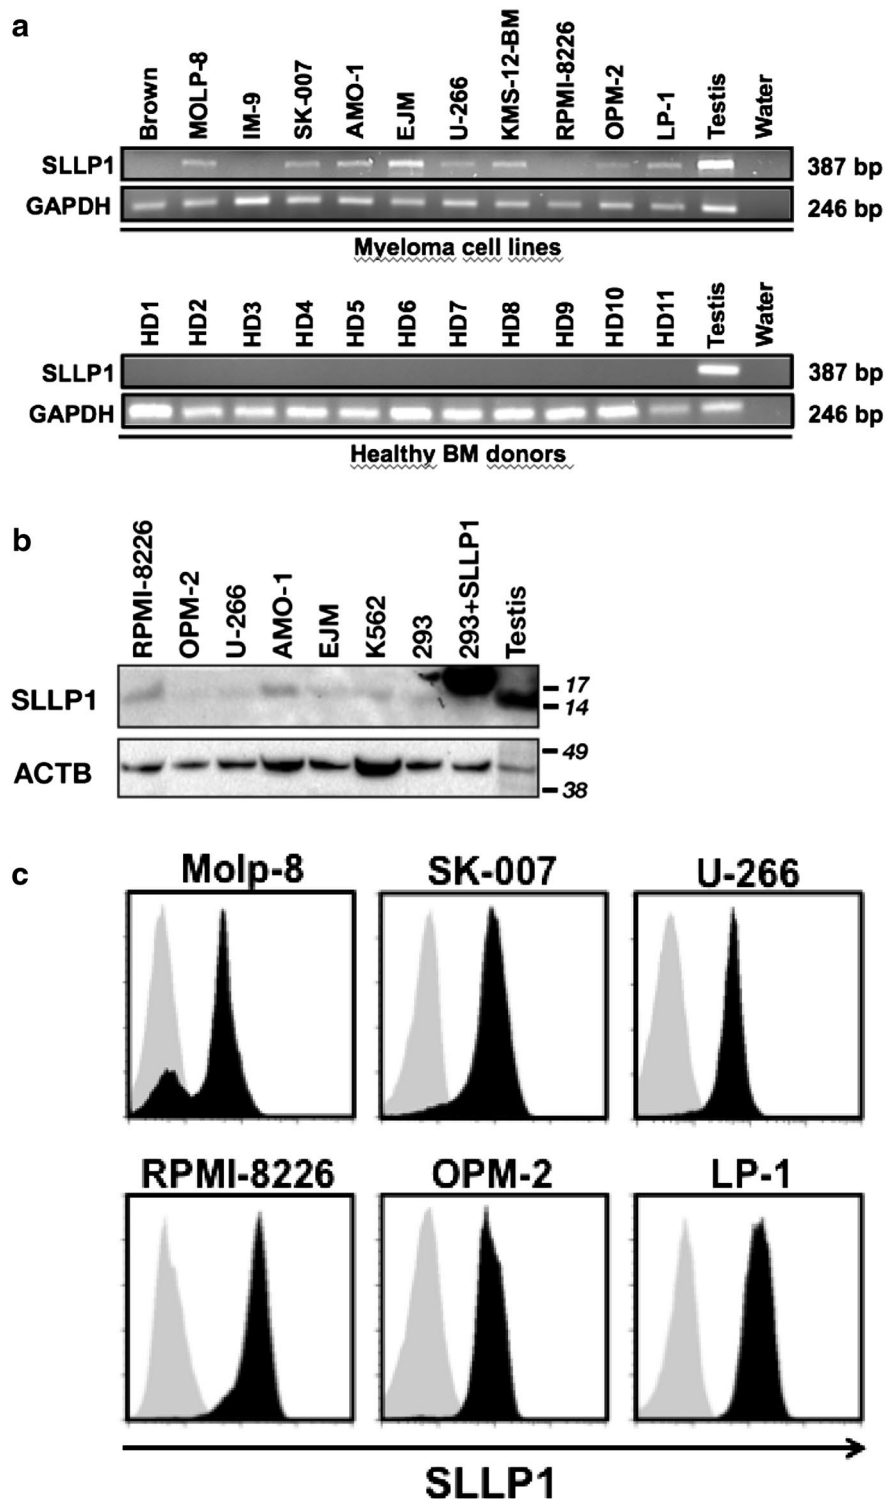 a
Brown MOLP-8 IM-9 SK-007 AMO-1 EJM U-266 KMS-12-BM RPMI-8226 OPM-2 LP-1 Testis Water
SLLP1 387 bp
GAPDH 246 bp
Myeloma cell lines
HD1 HD2 HD3 HD4 HD5 HD6 HD7 HD8 HD9 HD10 HD11 Testis Water
SLLP1 387 bp
GAPDH 246 bp
Healthy BM donors
b
RPMI-8226 OPM-2 U-266 AMO-1 EJM K562 293 293+SLLP1 Testis
SLLP1 17
14
ACTB 49
38
c
Molp-8 SK-007 U-266
RPMI-8226 OPM-2 LP-1
SLLP1